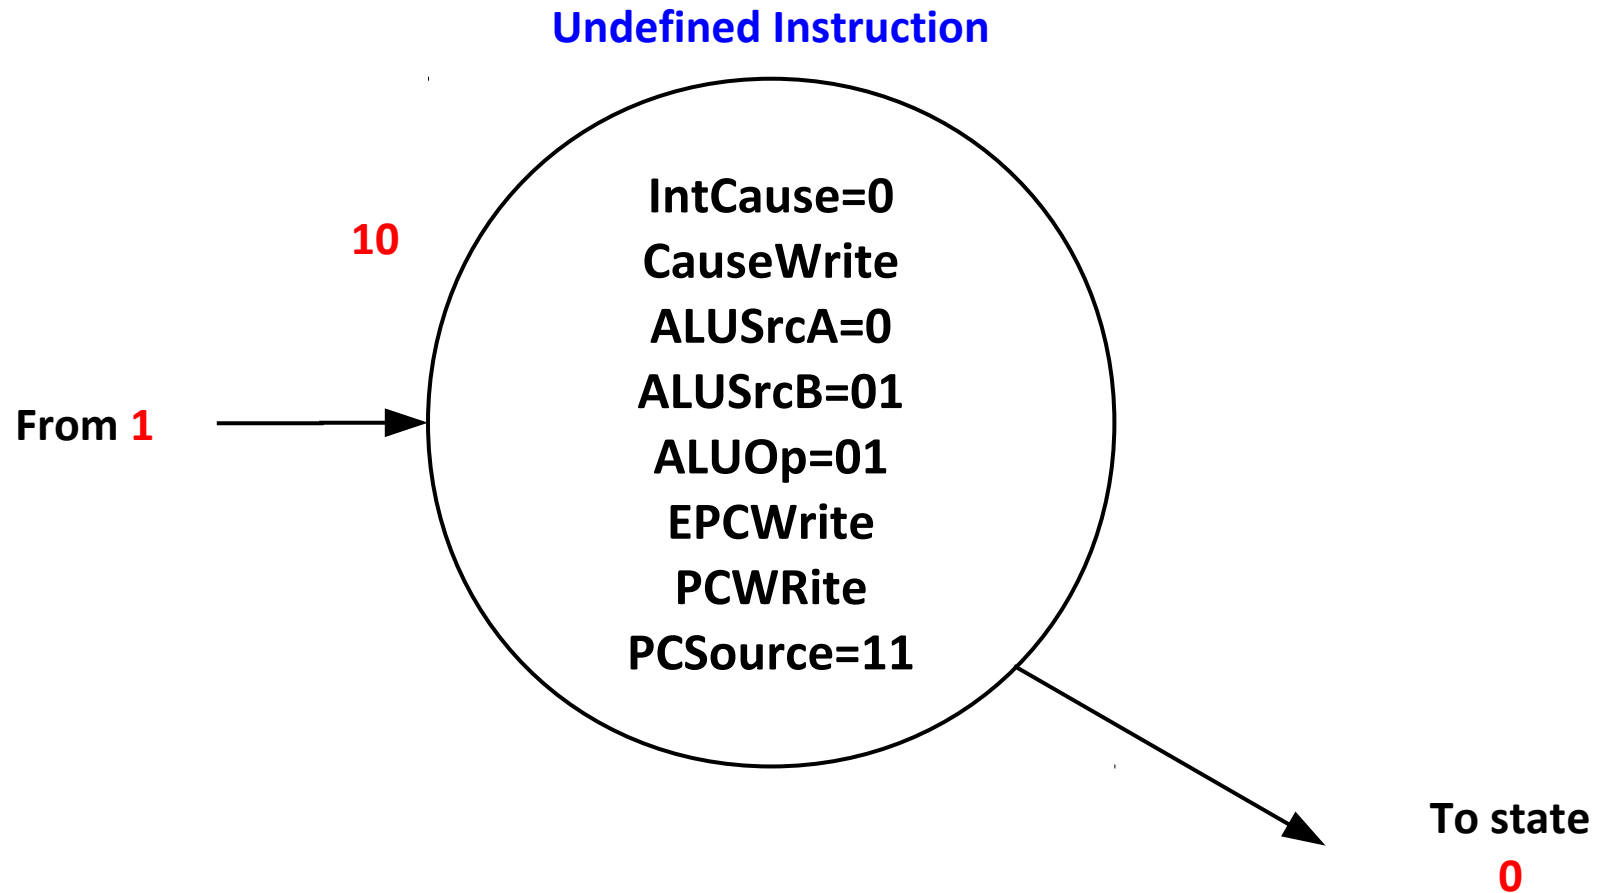 Undefined Instruction
10
IntCause=0
CauseWrite
ALUSrcA=0
ALUSrcB=01
ALUOp=01
EPCWrite
PCWRite
PCSource=11
From 1
To state
0